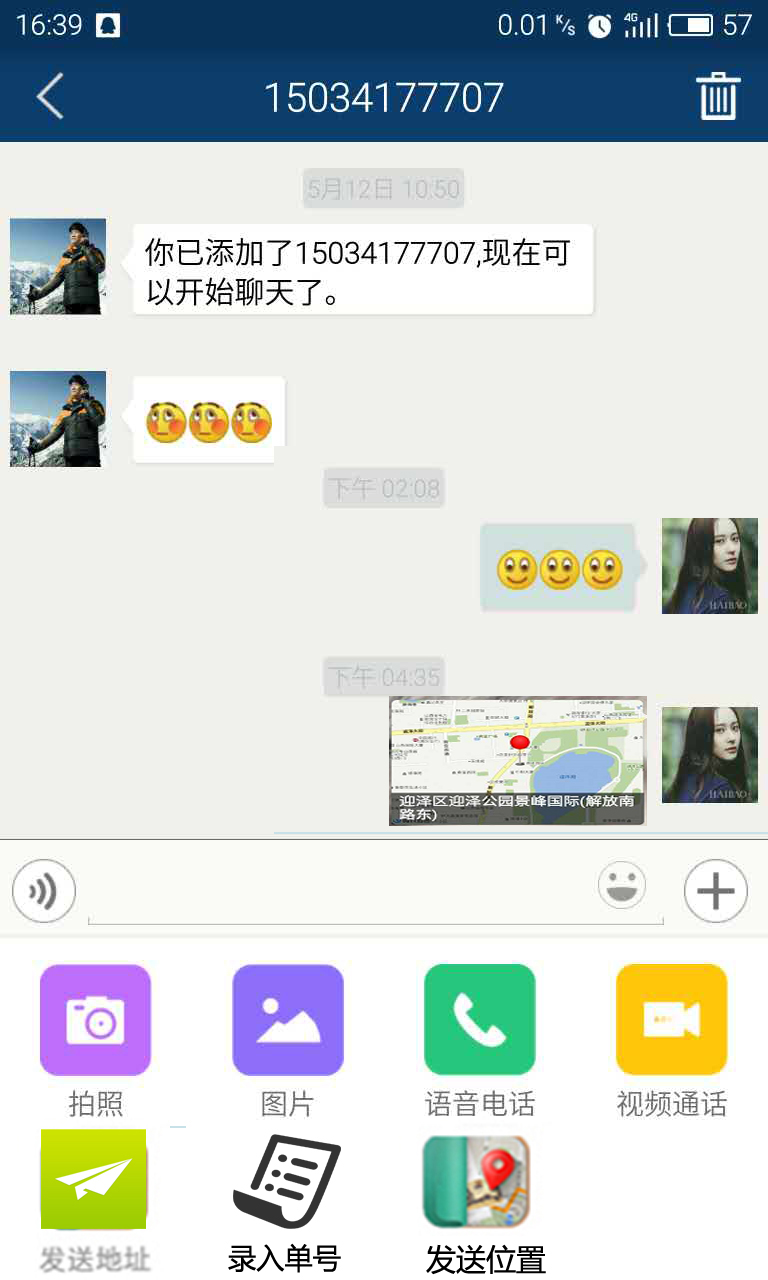 16:39 0.01 K/s 4G 57
15034177707
5月12日 10:50
你已添加了15034177707,现在可
以开始聊天了。
下午 02:08
HAIBAO
下午 04:35
迎泽区迎泽公园景峰国际(解放南
路东)
HAIBAO
拍照 图片 语音电话 视频通话
发送地址 录入单号 发送位置